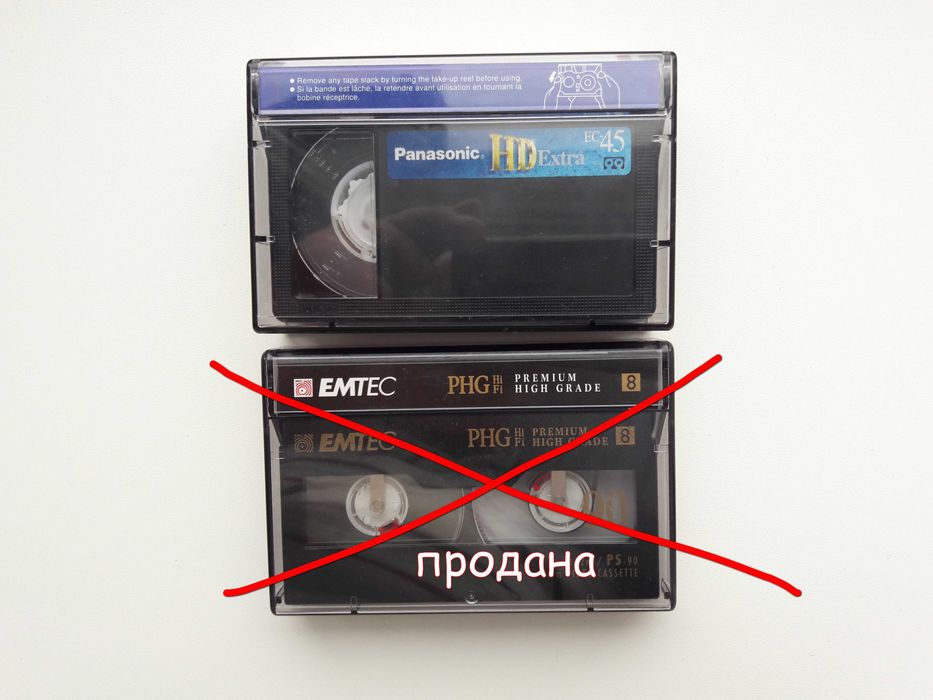 ● Remove any tape slack by turning the take-up reel before using.
● Si la bande est lâche, la retendre avant utilisation en tournant la
bobine réceptrice.
Panasonic HD Extra EC-45
EMTEC PHG Hi Fi PREMIUM HIGH GRADE 8
EMTEC PHG Hi Fi PREMIUM HIGH GRADE 8
90
продана
P5-90
CASSETTE